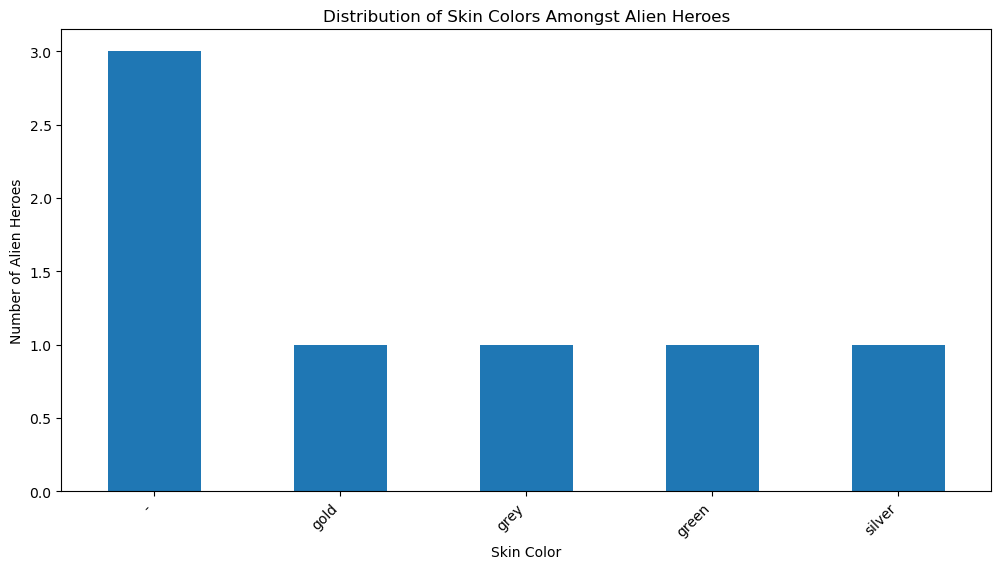 Distribution of Skin Colors Amongst Alien Heroes
Number of Alien Heroes
3.0
2.5
2.0
1.5
1.0
0.5
0.0
-
gold
grey
green
silver
Skin Color